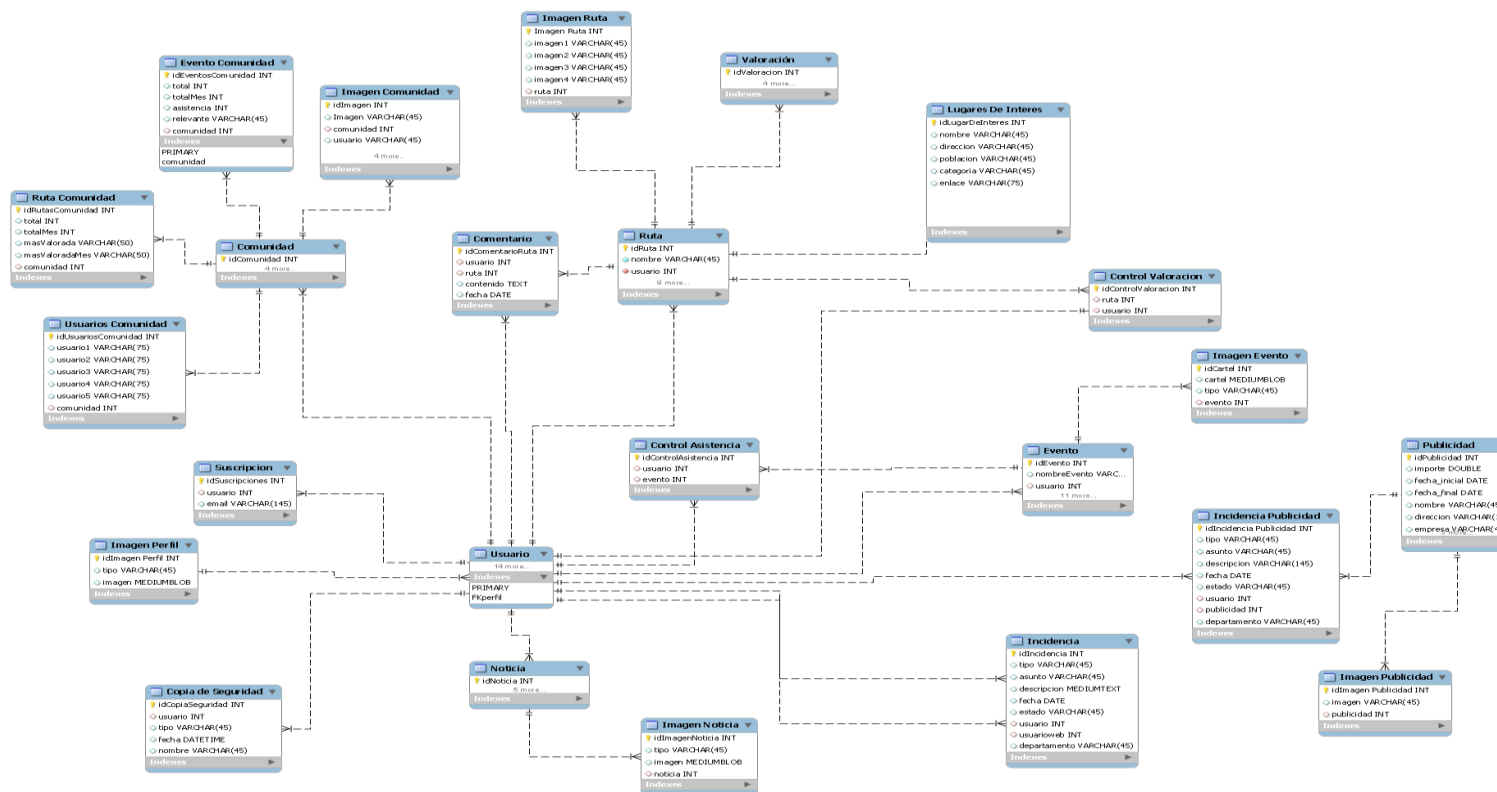 Imagen Ruta
Imagen Ruta INT
imagen1 VARCHAR(45)
imagen2 VARCHAR(45)
imagen3 VARCHAR(45)
imagen4 VARCHAR(45)
ruta INT
Indexes
Valoración
idValoracion INT
4 more...
Indexes
Evento Comunidad
idEventosComunidad INT
total INT
totalMes INT
asistencia INT
relevante VARCHAR(45)
comunidad INT
Indexes
PRIMARY
comunidad
Imagen Comunidad
idImagen INT
Imagen VARCHAR(45)
comunidad INT
usuario VARCHAR(45)
4 more...
Indexes
Lugares De Interes
idLugarDeInteres INT
nombre VARCHAR(45)
direccion VARCHAR(45)
poblacion VARCHAR(45)
categoria VARCHAR(45)
enlace VARCHAR(75)
Indexes
Ruta Comunidad
idRutasComunidad INT
total INT
totalMes INT
masValorada VARCHAR(50)
masValoradaMes VARCHAR(50)
comunidad INT
Indexes
Comunidad
idComunidad INT
4 more...
Indexes
Comentario
idComentarioRuta INT
usuario INT
ruta INT
contenido TEXT
fecha DATE
Indexes
Ruta
idRuta INT
nombre VARCHAR(45)
usuario INT
9 more...
Indexes
Control Valoracion
idControlValoracion INT
ruta INT
usuario INT
Indexes
Usuarios Comunidad
idUsuariosComunidad INT
usuario1 VARCHAR(75)
usuario2 VARCHAR(75)
usuario3 VARCHAR(75)
usuario4 VARCHAR(75)
usuario5 VARCHAR(75)
comunidad INT
Indexes
Imagen Evento
idCartel INT
cartel MEDIUMBLOB
tipo VARCHAR(45)
evento INT
Indexes
Control Asistencia
idControlAsistencia INT
usuario INT
evento INT
Indexes
Evento
idEvento INT
nombreEvento VARC...
usuario INT
11 more...
Indexes
Publicidad
idPublicidad INT
importe DOUBLE
fecha_inicial DATE
fecha_final DATE
nombre VARCHAR(45
direccion VARCHAR(
empresa VARCHAR(4
Suscripcion
idSuscripciones INT
usuario INT
email VARCHAR(145)
Indexes
Incidencia Publicidad
idIncidencia Publicidad INT
tipo VARCHAR(45)
asunto VARCHAR(45)
descripcion VARCHAR(145)
fecha DATE
estado VARCHAR(45)
usuario INT
publicidad INT
departamento VARCHAR(45)
Indexes
Imagen Perfil
idImagen Perfil INT
tipo VARCHAR(45)
imagen MEDIUMBLOB
Indexes
Usuario
14 more...
Indexes
PRIMARY
FKperfil
Noticia
idNoticia INT
Indexes
Incidencia
idIncidencia INT
tipo VARCHAR(45)
asunto VARCHAR(45)
descripcion MEDIUMTEXT
fecha DATE
estado VARCHAR(45)
usuario INT
usuarioweb INT
departamento VARCHAR(45)
Indexes
Imagen Publicidad
idImagen Publicidad INT
imagen VARCHAR(45)
publicidad INT
Indexes
Copia de Seguridad
idCopiaSeguridad INT
usuario INT
tipo VARCHAR(45)
fecha DATETIME
nombre VARCHAR(45)
Indexes
Imagen Noticia
idImagenNoticia INT
tipo VARCHAR(45)
imagen MEDIUMBLOB
noticia INT
Indexes